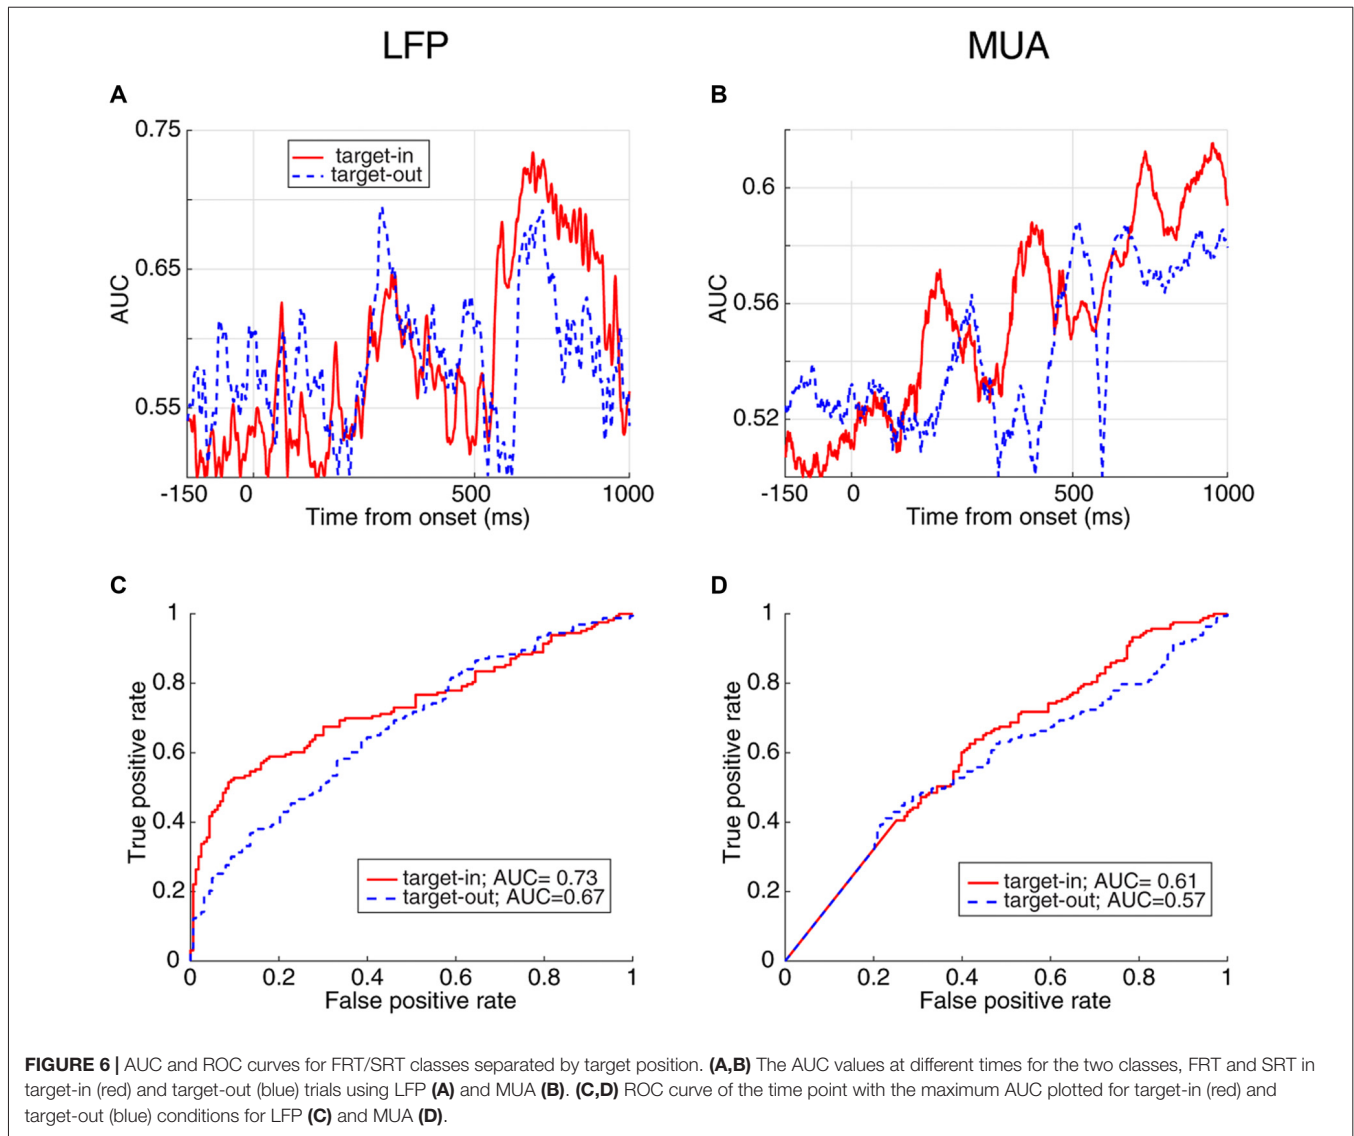 LFP
MUA
A
0.75
0.65
0.55
AUC
target-in
target-out
-150
0
500
1000
Time from onset (ms)
B
0.6
0.56
0.52
AUC
-150
0
500
1000
Time from onset (ms)
C
1
0.8
0.6
0.4
0.2
0
True positive rate
target-in; AUC= 0.73
target-out; AUC=0.67
0
0.2
0.4
0.6
0.8
1
False positive rate
D
1
0.8
0.6
0.4
0.2
0
True positive rate
target-in; AUC= 0.61
target-out; AUC=0.57
0
0.2
0.4
0.6
0.8
1
False positive rate
FIGURE 6 | AUC and ROC curves for FRT/SRT classes separated by target position. (A,B) The AUC values at different times for the two classes, FRT and SRT in
target-in (red) and target-out (blue) trials using LFP (A) and MUA (B). (C,D) ROC curve of the time point with the maximum AUC plotted for target-in (red) and
target-out (blue) conditions for LFP (C) and MUA (D).